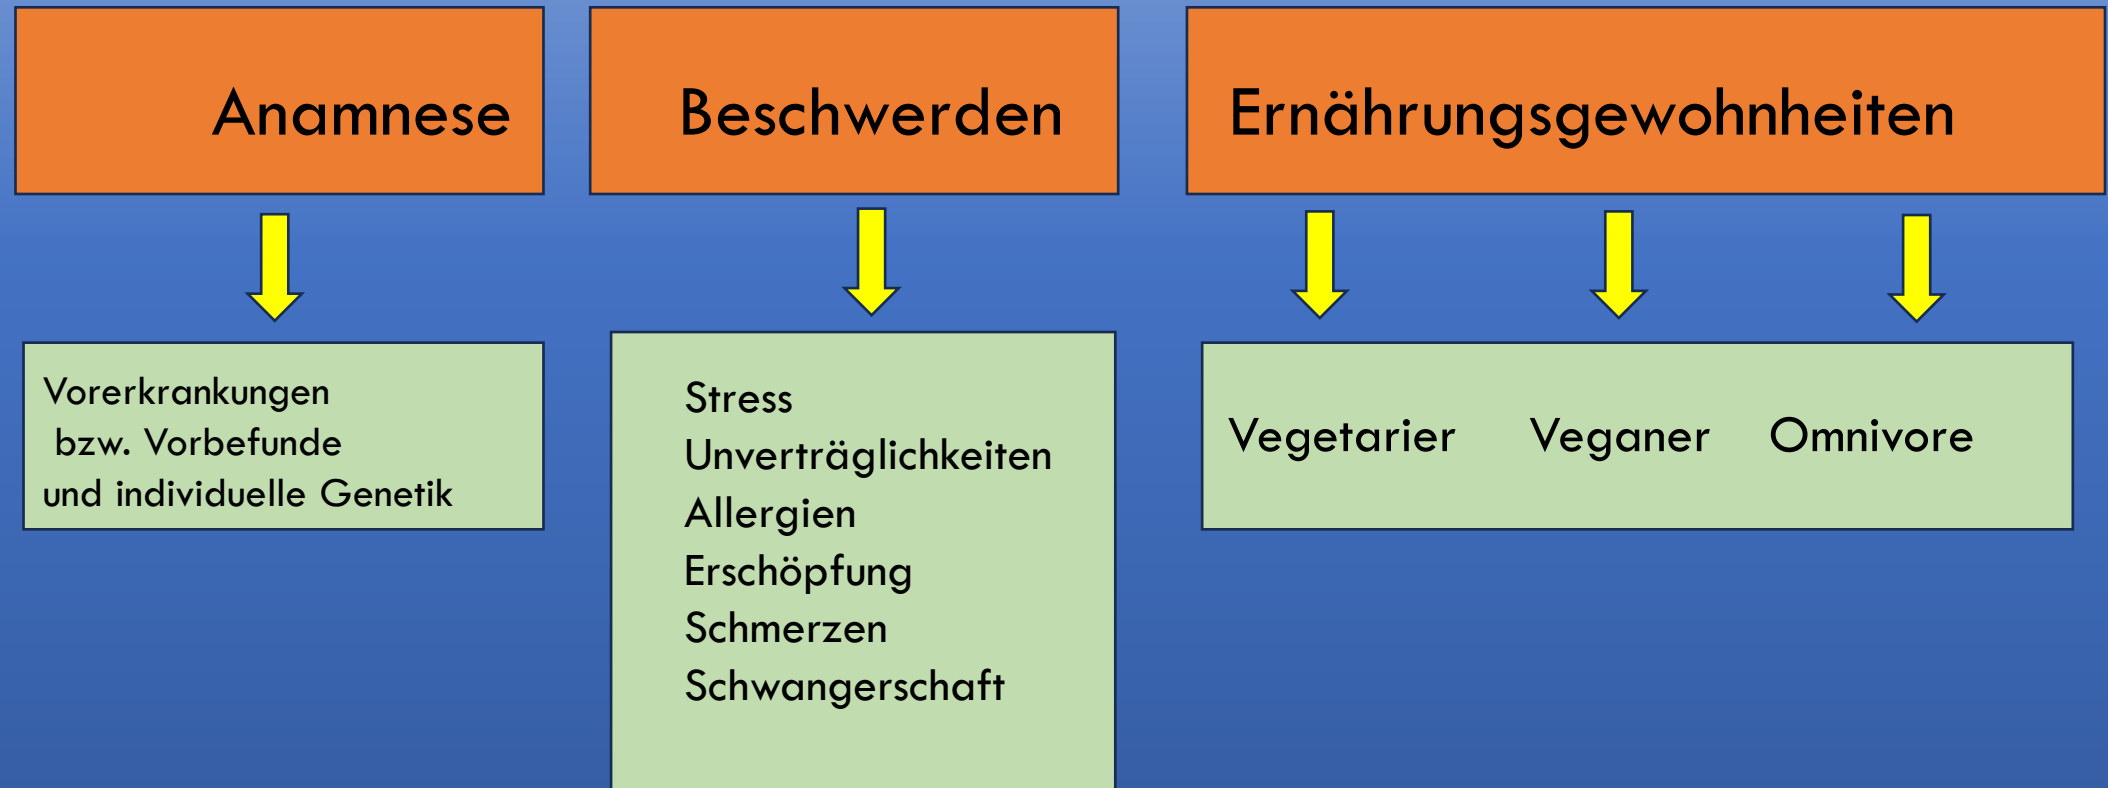 Anamnese
Beschwerden
Ernährungsgewohnheiten
Vorerkrankungen
bzw. Vorbefunde
und individuelle Genetik
Stress
Unverträglichkeiten
Allergien
Erschöpfung
Schmerzen
Schwangerschaft
Vegetarier Veganer Omnivore